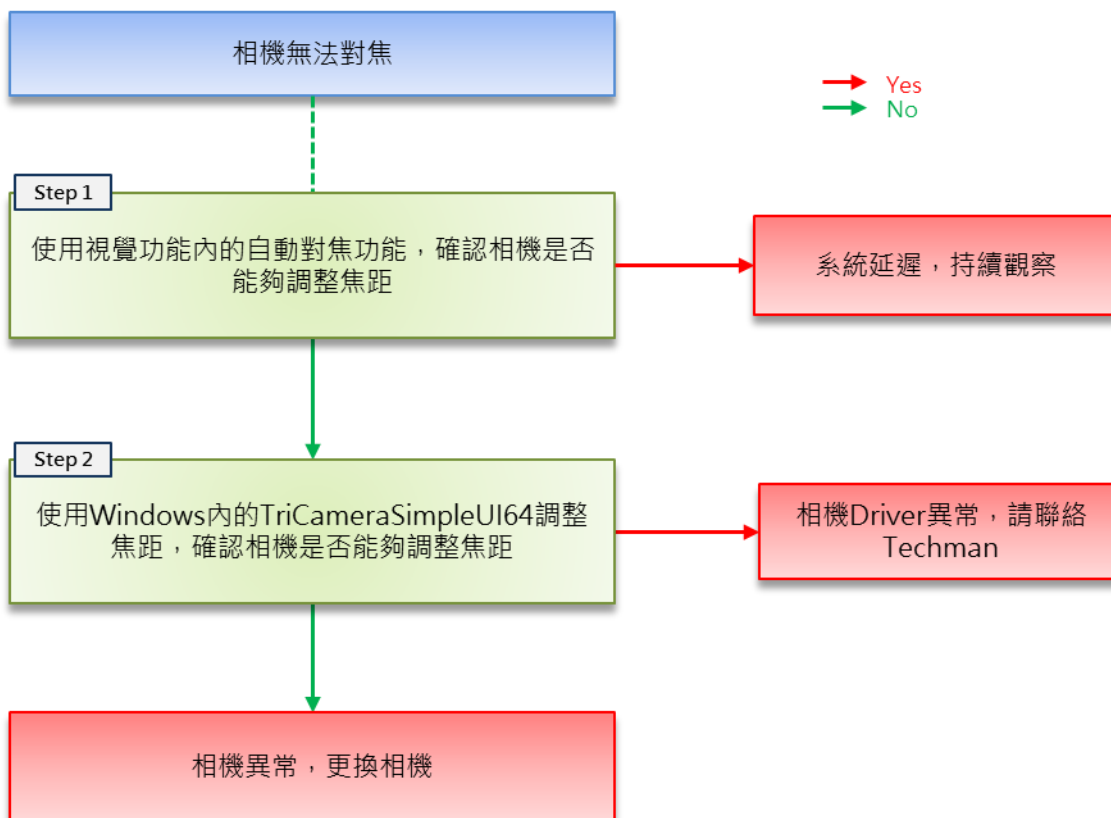 相機無法對焦
Yes
No
Step 1
使用視覺功能內的自動對焦功能，確認相機是否
能夠調整焦距
系統延遲，持續觀察
Step 2
使用Windows內的TriCameraSimpleUI64調整
焦距，確認相機是否能夠調整焦距
相機Driver異常，請聯絡
Techman
相機異常，更換相機